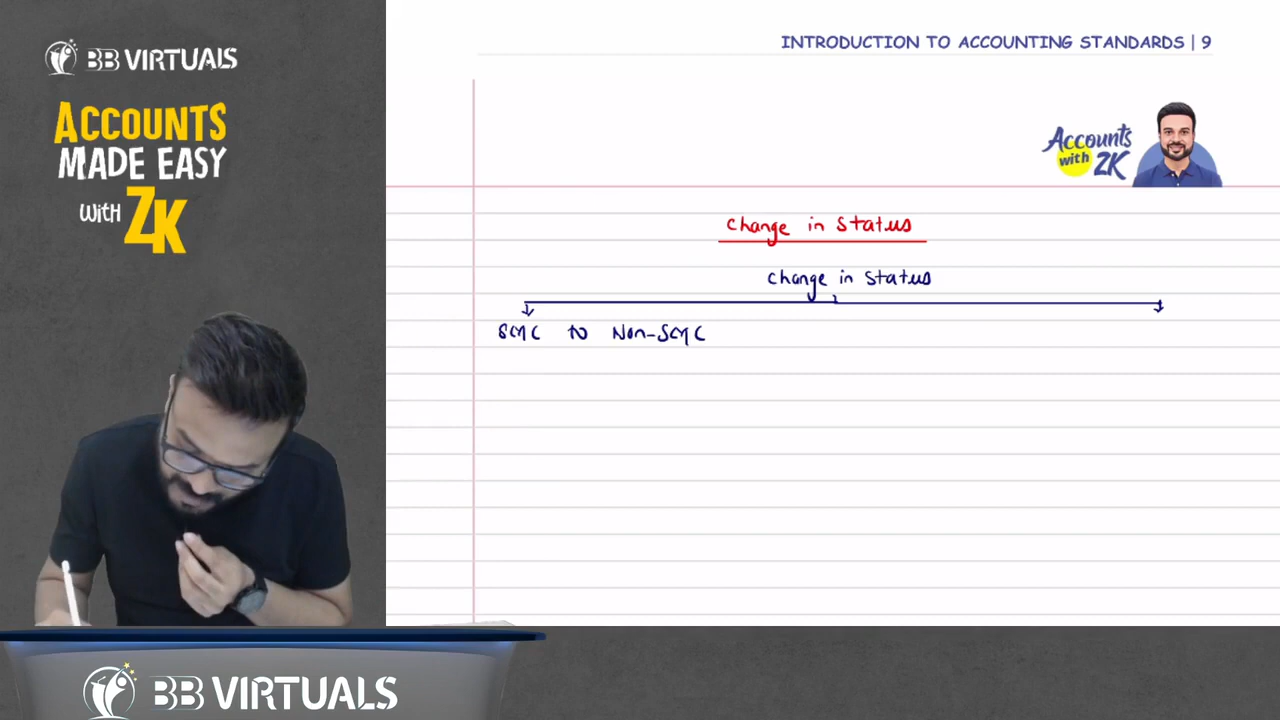 BB VIRTUALS
ACCOUNTS
MADE EASY
WITH ZK
INTRODUCTION TO ACCOUNTING STANDARDS | 9
Accounts
with ZK
Change in Status
Change in Status
SMC to Non-SMC
BB VIRTUALS